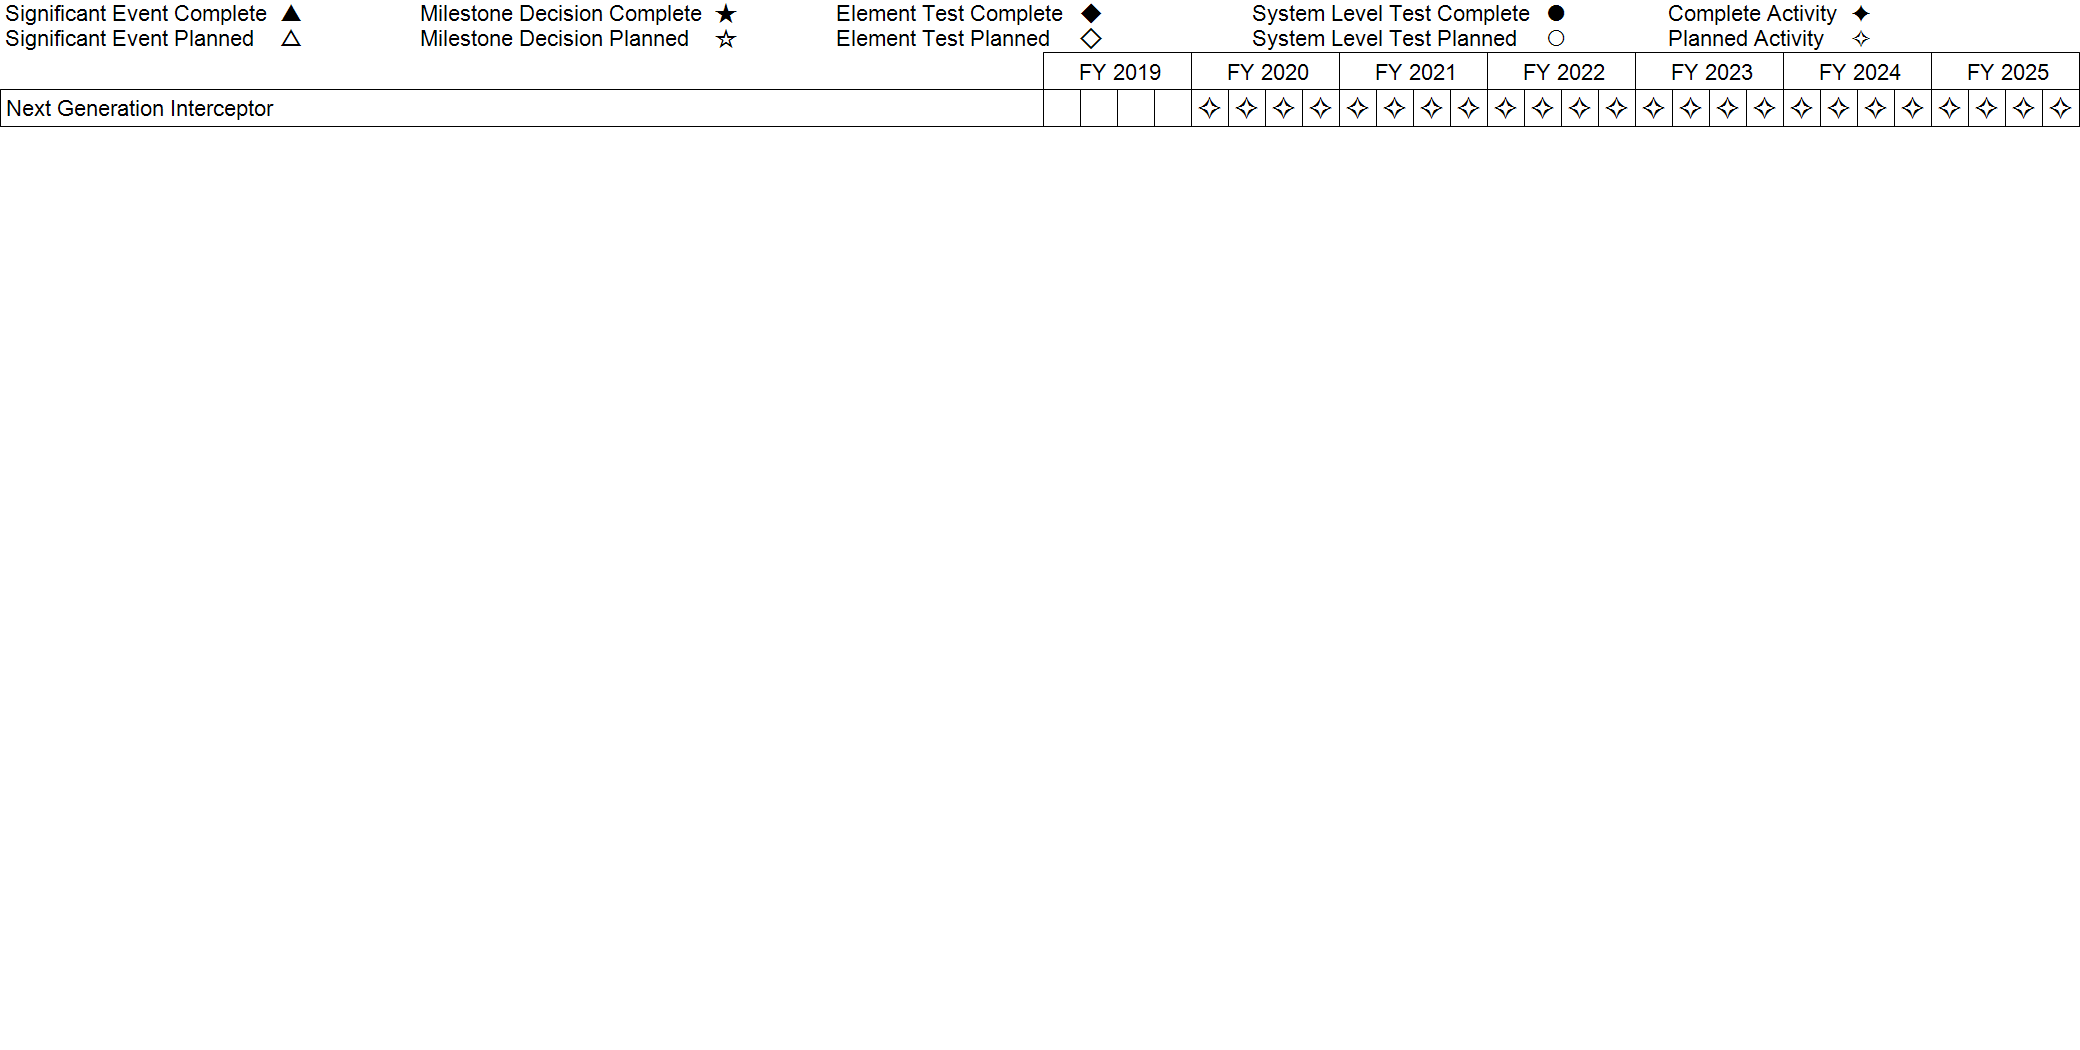 Significant Event Complete ▲ Milestone Decision Complete ★ Element Test Complete ◆ System Level Test Complete ● Complete Activity ✦
Significant Event Planned △ Milestone Decision Planned ☆ Element Test Planned ◇ System Level Test Planned ○ Planned Activity ✧
FY 2019 FY 2020 FY 2021 FY 2022 FY 2023 FY 2024 FY 2025
Next Generation Interceptor ✧ ✧ ✧ ✧ ✧ ✧ ✧ ✧ ✧ ✧ ✧ ✧ ✧ ✧ ✧ ✧ ✧ ✧ ✧ ✧ ✧ ✧ ✧ ✧